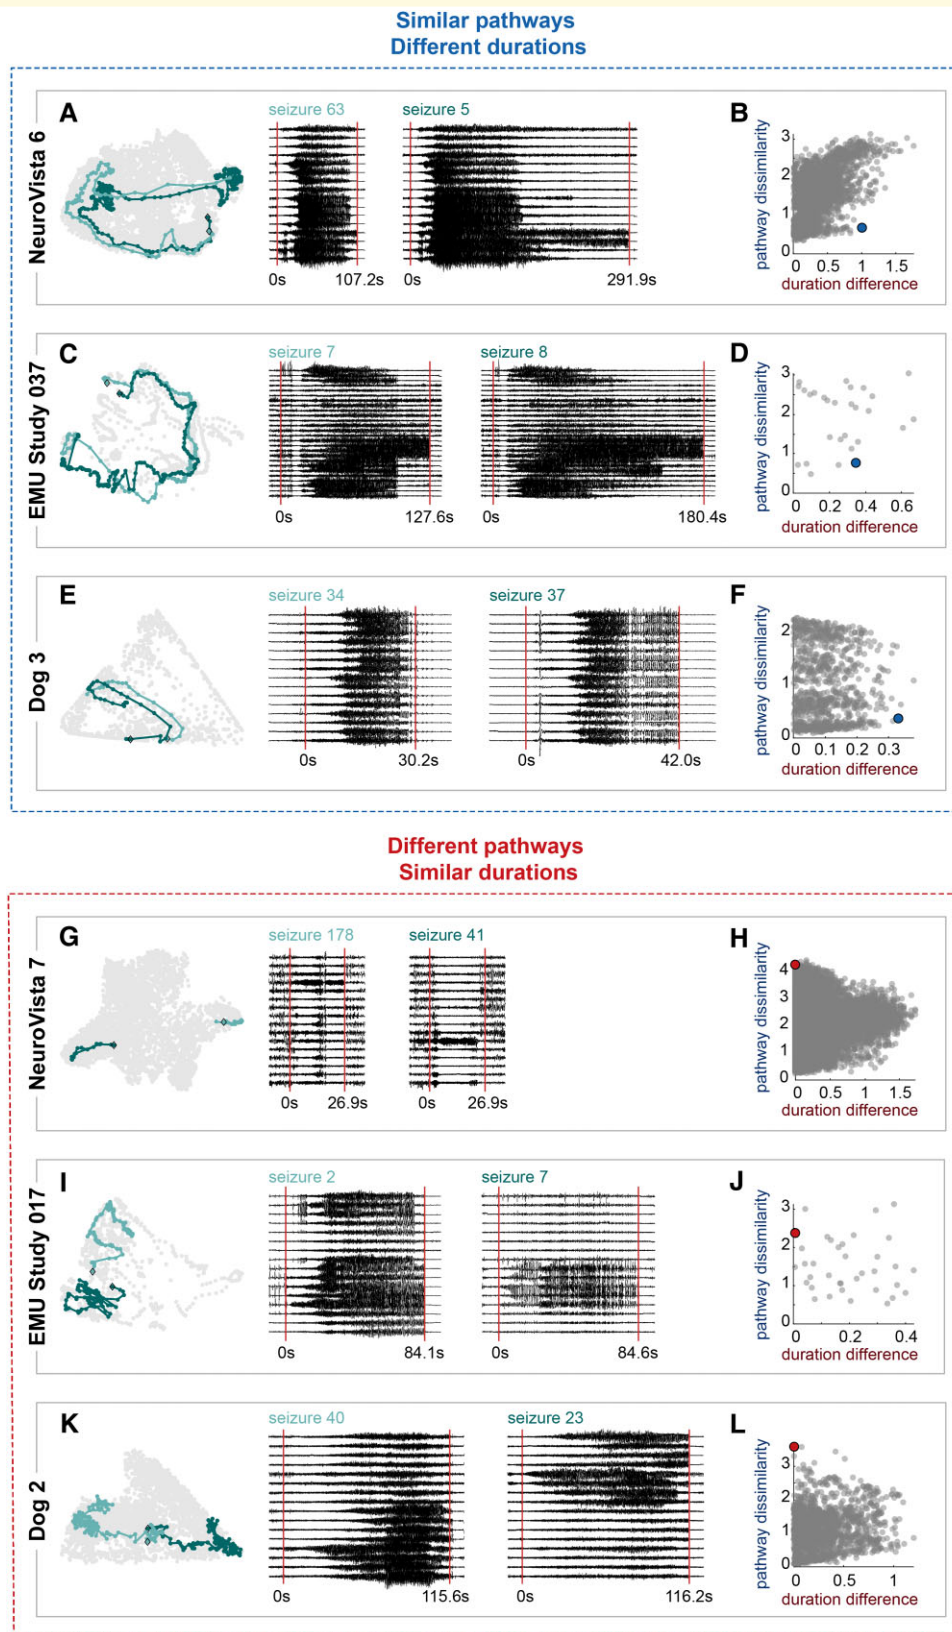 Similar pathways
Different durations
NeuroVista 6
A
seizure 63
seizure 5
0s
107.2s
0s
291.9s
B
pathway dissimilarity
3
2
1
0
0
0.5
1
1.5
duration difference
EMU Study 037
C
seizure 7
seizure 8
0s
127.6s
0s
180.4s
D
pathway dissimilarity
3
2
1
0
0
0.2
0.4
0.6
duration difference
Dog 3
E
seizure 34
seizure 37
0s
30.2s
0s
42.0s
F
pathway dissimilarity
2
1
0
0
0.1
0.2
0.3
duration difference
Different pathways
Similar durations
NeuroVista 7
G
seizure 178
seizure 41
0s
26.9s
0s
26.9s
H
pathway dissimilarity
4
3
2
1
0
0
0.5
1
1.5
duration difference
EMU Study 017
I
seizure 2
seizure 7
0s
84.1s
0s
84.6s
J
pathway dissimilarity
3
2
1
0
0
0.2
0.4
duration difference
Dog 2
K
seizure 40
seizure 23
0s
115.6s
0s
116.2s
L
pathway dissimilarity
3
2
1
0
0
0.5
1
duration difference